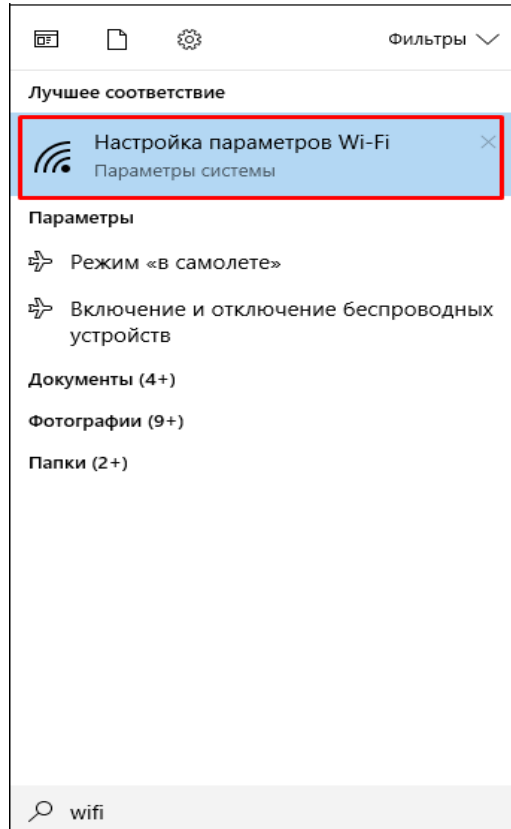 Фильтры
Лучшее соответствие
Настройка параметров Wi-Fi
Параметры системы
Параметры
Режим «в самолете»
Включение и отключение беспроводных
устройств
Документы (4+)
Фотографии (9+)
Папки (2+)
wifi